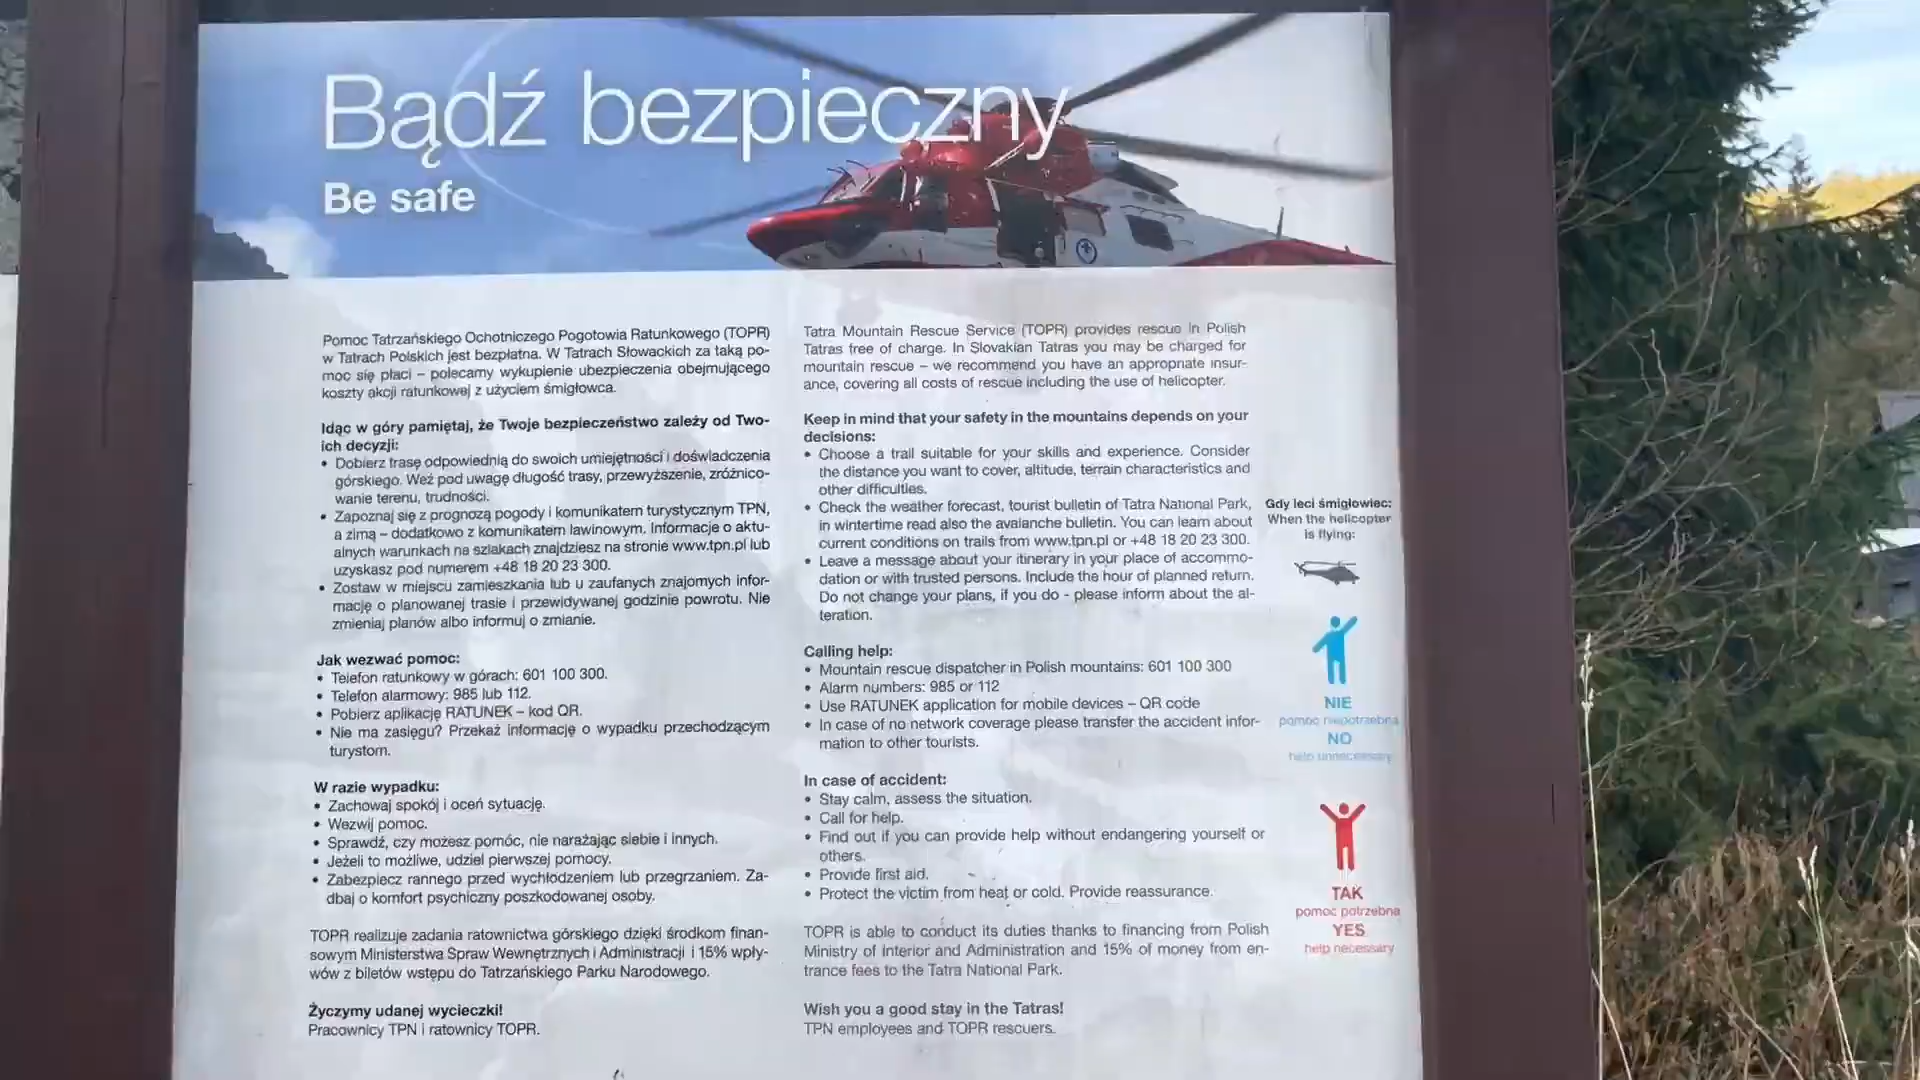 Bądź bezpieczny
Be safe
Pomoc Tatrzańskiego Ochotniczego Pogotowia Ratunkowego (TOPR)
w Tatrach Polskich jest bezpłatna. W Tatrach Słowackich za taką po-
moc się płaci – polecamy wykupienie ubezpieczenia obejmującego
koszty akcji ratunkowej z użyciem śmigłowca.
Idąc w góry pamiętaj, że Twoje bezpieczeństwo zależy od Two-
ich decyzji:
• Dobierz trasę odpowiednią do swoich umiejętności i doświadczenia
górskiego. Weź pod uwagę długość trasy, przewyższenie, zróżnico-
wanie terenu, trudności.
• Zapoznaj się z prognozą pogody i komunikatem turystycznym TPN,
a zimą – dodatkowo z komunikatem lawinowym. Informacje o aktu-
alnych warunkach na szlakach znajdziesz na stronie www.tpn.pl lub
uzyskasz pod numerem +48 18 20 23 300.
• Zostaw w miejscu zamieszkania lub u zaufanych znajomych infor-
mację o planowanej trasie i przewidywanej godzinie powrotu. Nie
zmieniaj planów albo informuj o zmianie.
Jak wezwać pomoc:
• Telefon ratunkowy w górach: 601 100 300.
• Telefon alarmowy: 985 lub 112.
• Pobierz aplikację RATUNEK – kod QR.
• Nie ma zasięgu? Przekaż informację o wypadku przechodzącym
turystom.
W razie wypadku:
• Zachowaj spokój i oceń sytuację.
• Wezwij pomoc.
• Sprawdź, czy możesz pomóc, nie narażając siebie i innych.
• Jeżeli to możliwe, udziel pierwszej pomocy.
• Zabezpiecz rannego przed wychłodzeniem lub przegrzaniem. Za-
dbaj o komfort psychiczny poszkodowanej osoby.
TOPR realizuje zadania ratownictwa górskiego dzięki środkom finan-
sowym Ministerstwa Spraw Wewnętrznych i Administracji i 15% wpły-
wów z biletów wstępu do Tatrzańskiego Parku Narodowego.
Życzymy udanej wycieczki!
Pracownicy TPN i ratownicy TOPR.
Tatra Mountain Rescue Service (TOPR) provides rescue in Polish
Tatras free of charge. In Slovakian Tatras you may be charged for
mountain rescue – we recommend you have an appropriate insur-
ance, covering all costs of rescue including the use of helicopter.
Keep in mind that your safety in the mountains depends on your
decisions:
• Choose a trail suitable for your skills and experience. Consider
the distance you want to cover, altitude, terrain characteristics and
other difficulties.
• Check the weather forecast, tourist bulletin of Tatra National Park,
in wintertime read also the avalanche bulletin. You can learn about
current conditions on trails from www.tpn.pl or +48 18 20 23 300.
• Leave a message about your itinerary in your place of accommo-
dation or with trusted persons. Include the hour of planned return.
Do not change your plans, if you do - please inform about the al-
teration.
Calling help:
• Mountain rescue dispatcher in Polish mountains: 601 100 300
• Alarm numbers: 985 or 112
• Use RATUNEK application for mobile devices – QR code
• In case of no network coverage please transfer the accident infor-
mation to other tourists.
In case of accident:
• Stay calm, assess the situation.
• Call for help.
• Find out if you can provide help without endangering yourself or
others.
• Provide first aid.
• Protect the victim from heat or cold. Provide reassurance.
TOPR is able to conduct its duties thanks to financing from Polish
Ministry of Interior and Administration and 15% of money from en-
trance fees to the Tatra National Park.
Wish you a good stay in the Tatras!
TPN employees and TOPR rescuers.
Gdy leci śmigłowiec:
When the helicopter
is flying:
NIE
pomoc niepotrzebna
NO
help unnecessary
TAK
pomoc potrzebna
YES
help necessary